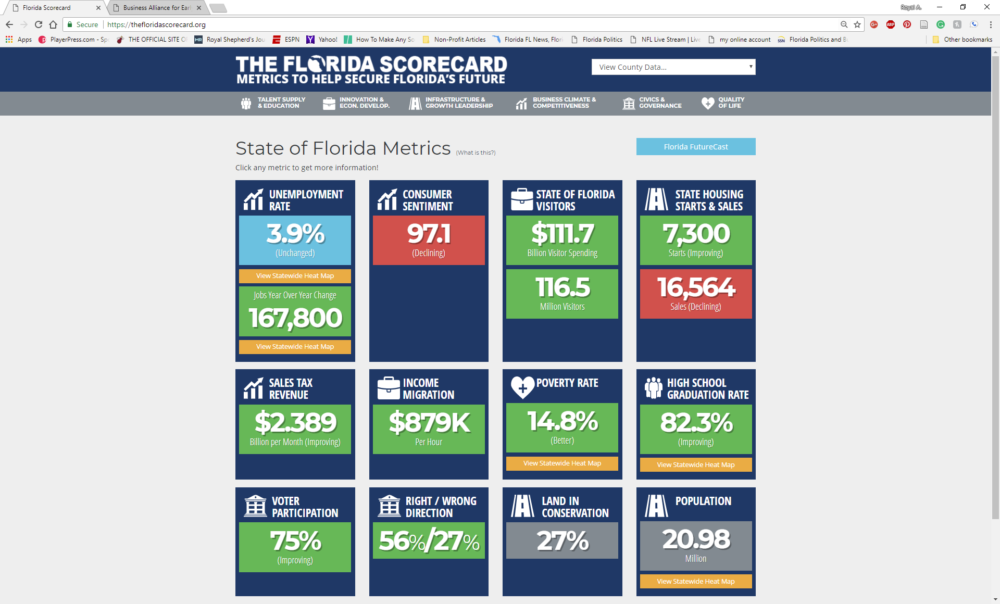 Florida Scorecard
Business Alliance for Earl
Royal A.
Secure
https://thefloridascorecard.org
Apps
PlayerPress.com - Sp
THE OFFICIAL SITE OF
MR
Royal Shepherd's Jou
ESPN
Yahoo!
How To Make Any So
Non-Profit Articles
Florida FL News, Flori
Florida Politics
NFL Live Stream | Live
my online account
SSN
Florida Politics and Bu
Other bookmarks
THE FLORIDA SCORECARD
METRICS TO HELP SECURE FLORIDA'S FUTURE
View County Data...
TALENT SUPPLY
& EDUCATION
INNOVATION &
ECON. DEVELOP.
INFRASTRUCTURE &
GROWTH LEADERSHIP
BUSINESS CLIMATE &
COMPETITIVENESS
CIVICS &
GOVERNANCE
QUALITY
OF LIFE
State of Florida Metrics (What is this?)
Florida FutureCast
Click any metric to get more information!
UNEMPLOYMENT
RATE
3.9%
(Unchanged)
View Statewide Heat Map
Jobs Year Over Year Change
167,800
View Statewide Heat Map
CONSUMER
SENTIMENT
97.1
(Declining)
STATE OF FLORIDA
VISITORS
$111.7
Billion Visitor Spending
116.5
Million Visitors
STATE HOUSING
STARTS & SALES
7,300
Starts (Improving)
16,564
Sales (Declining)
SALES TAX
REVENUE
$2.389
Billion per Month (Improving)
INCOME
MIGRATION
$879K
Per Hour
POVERTY RATE
14.8%
(Better)
View Statewide Heat Map
HIGH SCHOOL
GRADUATION RATE
82.3%
(Improving)
View Statewide Heat Map
VOTER
PARTICIPATION
75%
(Improving)
RIGHT / WRONG
DIRECTION
56%/27%
LAND IN
CONSERVATION
27%
POPULATION
20.98
Million
View Statewide Heat Map